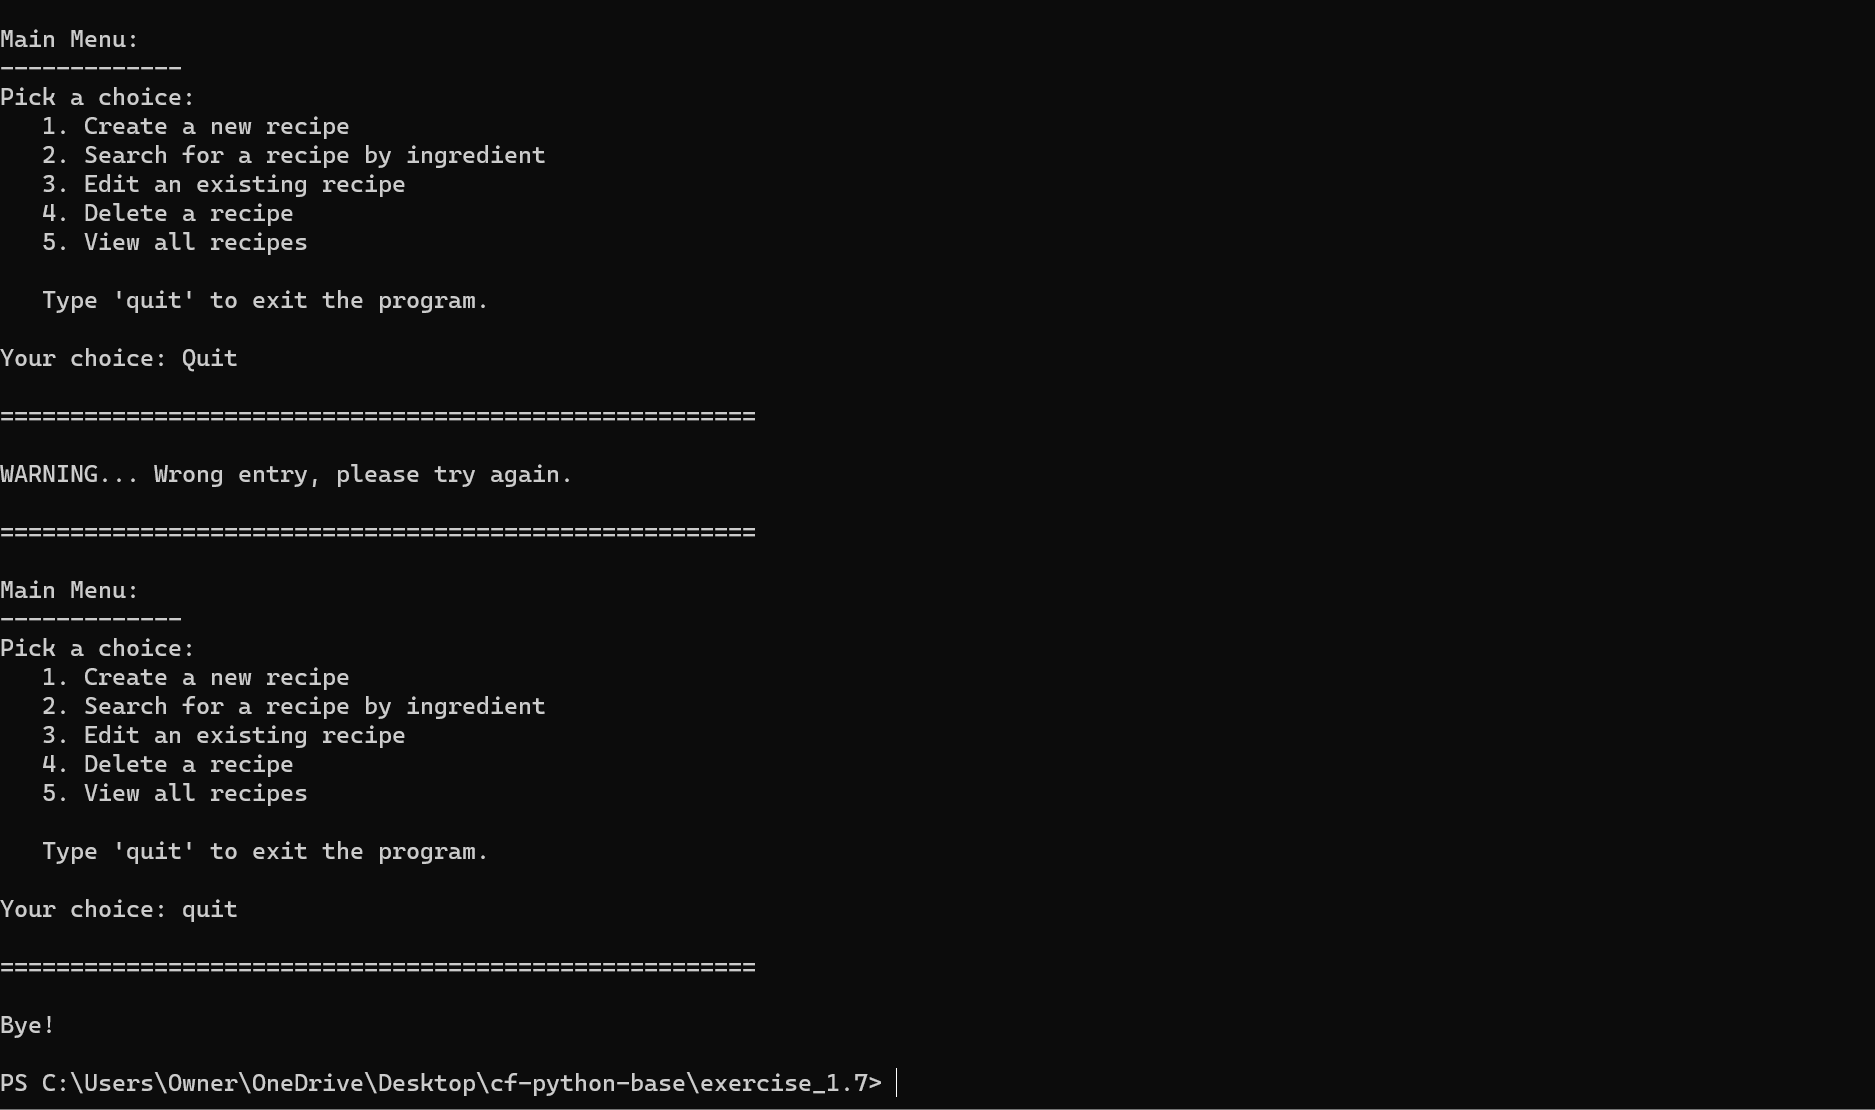 Main Menu:
-------------
Pick a choice:
   1. Create a new recipe
   2. Search for a recipe by ingredient
   3. Edit an existing recipe
   4. Delete a recipe
   5. View all recipes

   Type 'quit' to exit the program.

Your choice: Quit

======================================================

WARNING... Wrong entry, please try again.

======================================================

Main Menu:
-------------
Pick a choice:
   1. Create a new recipe
   2. Search for a recipe by ingredient
   3. Edit an existing recipe
   4. Delete a recipe
   5. View all recipes

   Type 'quit' to exit the program.

Your choice: quit

======================================================

Bye!

PS C:\Users\Owner\OneDrive\Desktop\cf-python-base\exercise_1.7>